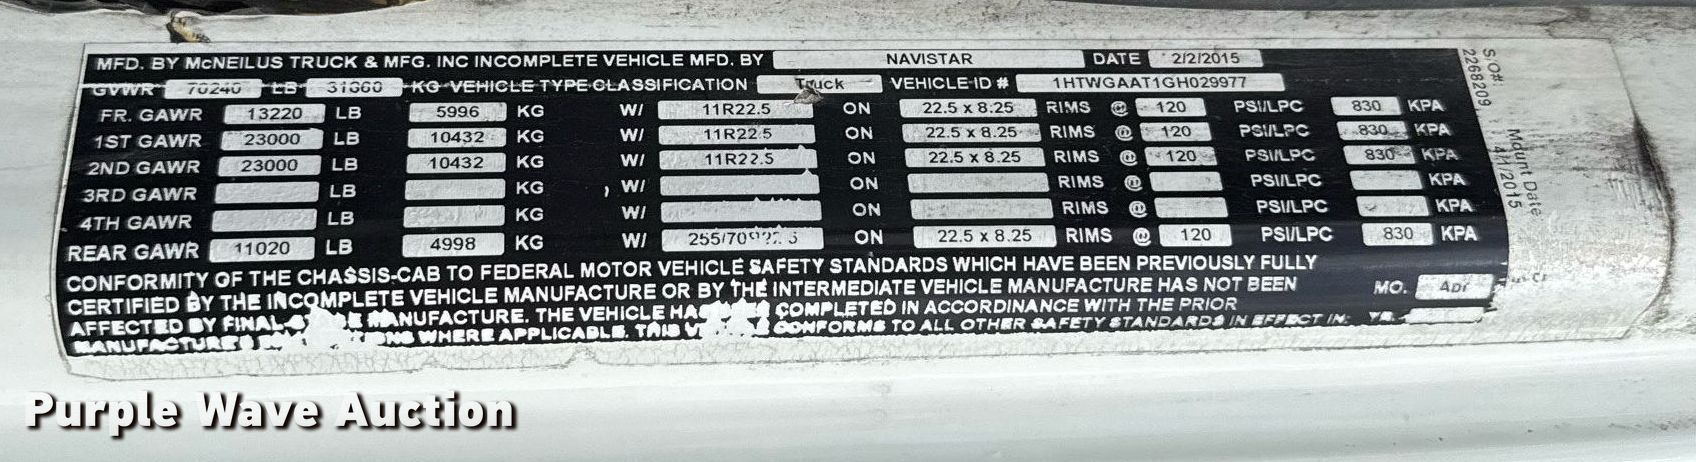 MFD. BY McNEILUS TRUCK & MFG. INC INCOMPLETE VEHICLE MFD. BY NAVISTAR DATE 2/2/2015
GVWR 70240 LB 31860 KG VEHICLE TYPE CLASSIFICATION Truck VEHICLE ID # 1HTWGAAT1GH029977
FR. GAWR 13220 LB 5996 KG W/ 11R22.5 ON 22.5 x 8.25 RIMS @ 120 PSI/LPC 830 KPA
1ST GAWR 23000 LB 10432 KG W/ 11R22.5 ON 22.5 x 8.25 RIMS @ 120 PSI/LPC 830 KPA
2ND GAWR 23000 LB 10432 KG W/ 11R22.5 ON 22.5 x 8.25 RIMS @ 120 PSI/LPC 830 KPA
3RD GAWR LB KG W/ ON RIMS @ PSI/LPC KPA
4TH GAWR LB KG W/ ON RIMS @ PSI/LPC KPA
REAR GAWR 11020 LB 4998 KG W/ ON 22.5 x 8.25 RIMS @ 120 PSI/LPC 830 KPA
CONFORMITY OF THE CHASSIS-CAB TO FEDERAL MOTOR VEHICLE SAFETY STANDARDS WHICH HAVE BEEN PREVIOUSLY FULLY
CERTIFIED BY THE INCOMPLETE VEHICLE MANUFACTURE OR BY THE INTERMEDIATE VEHICLE MANUFACTURE HAS NOT BEEN MO. Apr
AFFECTED BY FINAL MANUFACTURE. THE VEHICLE HAS COMPLETED IN ACCORDINANCE WITH THE PRIOR
WHERE APPLICABLE. THIS CONFORMS TO ALL OTHER SAFETY STANDARDS IN EFFECT IN: YR.
S/O#: Mount Date
2268209 4/1/2015
Purple Wave Auction